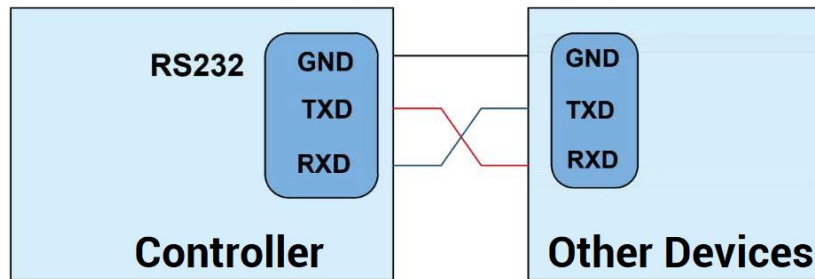 RS232
GND
TXD
RXD
Controller
GND
TXD
RXD
Other Devices